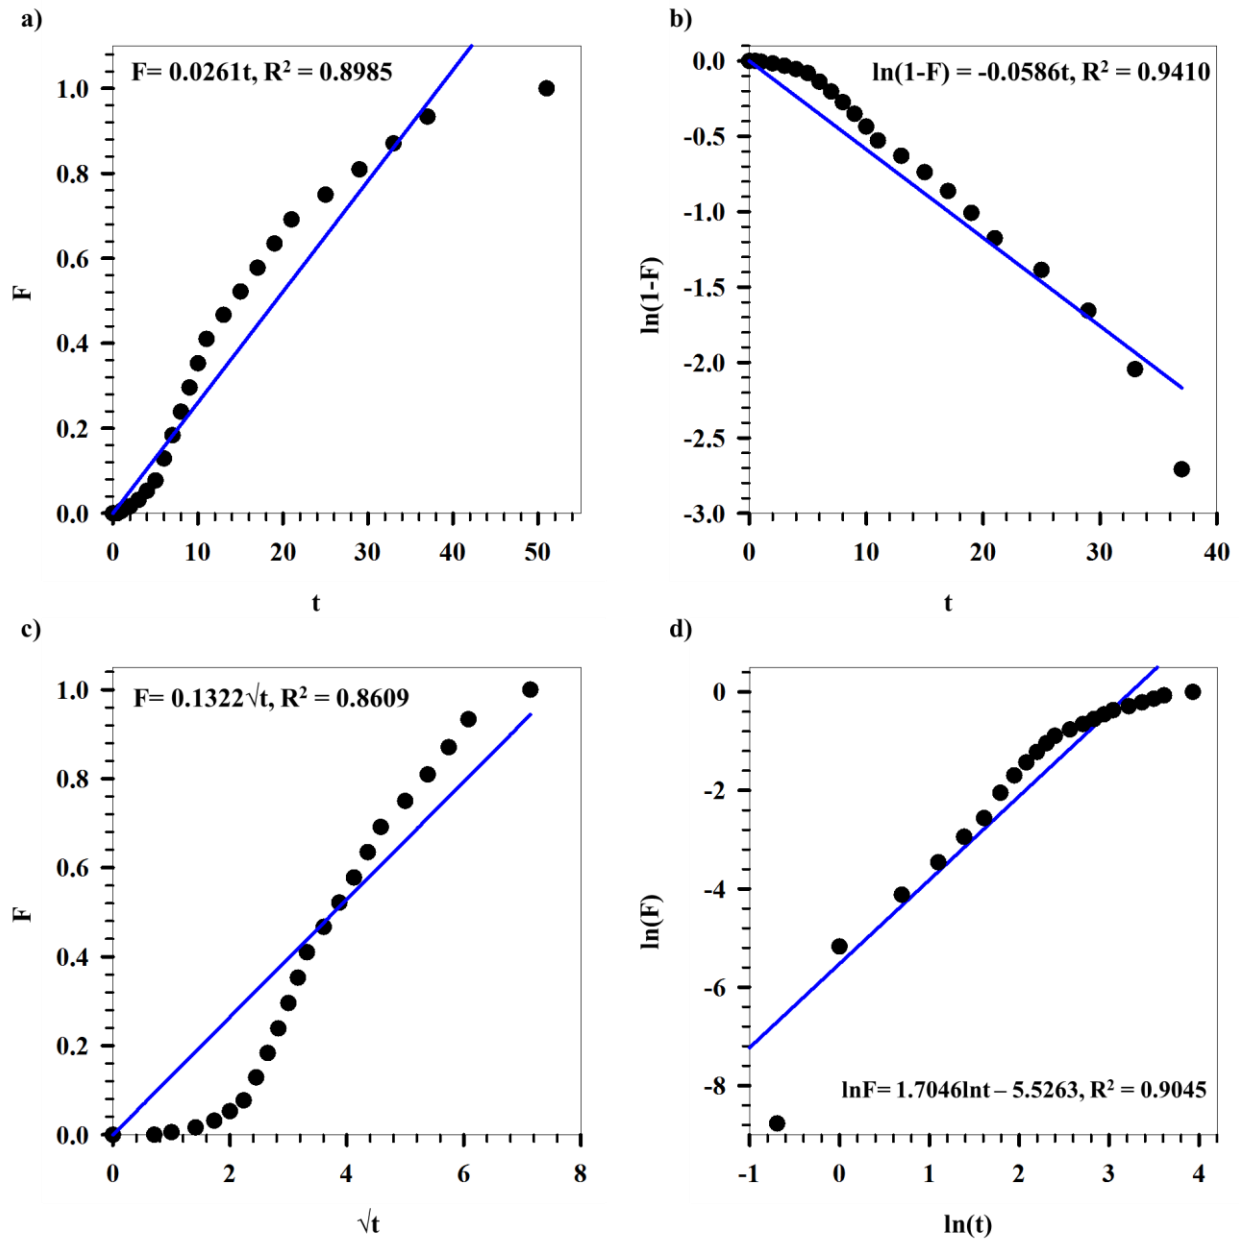 a)
F= 0.0261t, R² = 0.8985
1.0
0.8
0.6
0.4
0.2
0.0
0 10 20 30 40 50
F
t
b)
ln(1-F) = -0.0586t, R² = 0.9410
0.0
-0.5
-1.0
-1.5
-2.0
-2.5
-3.0
0 10 20 30 40
ln(1-F)
t
c)
F= 0.1322√t, R² = 0.8609
1.0
0.8
0.6
0.4
0.2
0.0
0 2 4 6 8
F
√t
d)
0
-2
-4
-6
-8
lnF= 1.7046lnt – 5.5263, R² = 0.9045
-1 0 1 2 3 4
ln(F)
ln(t)